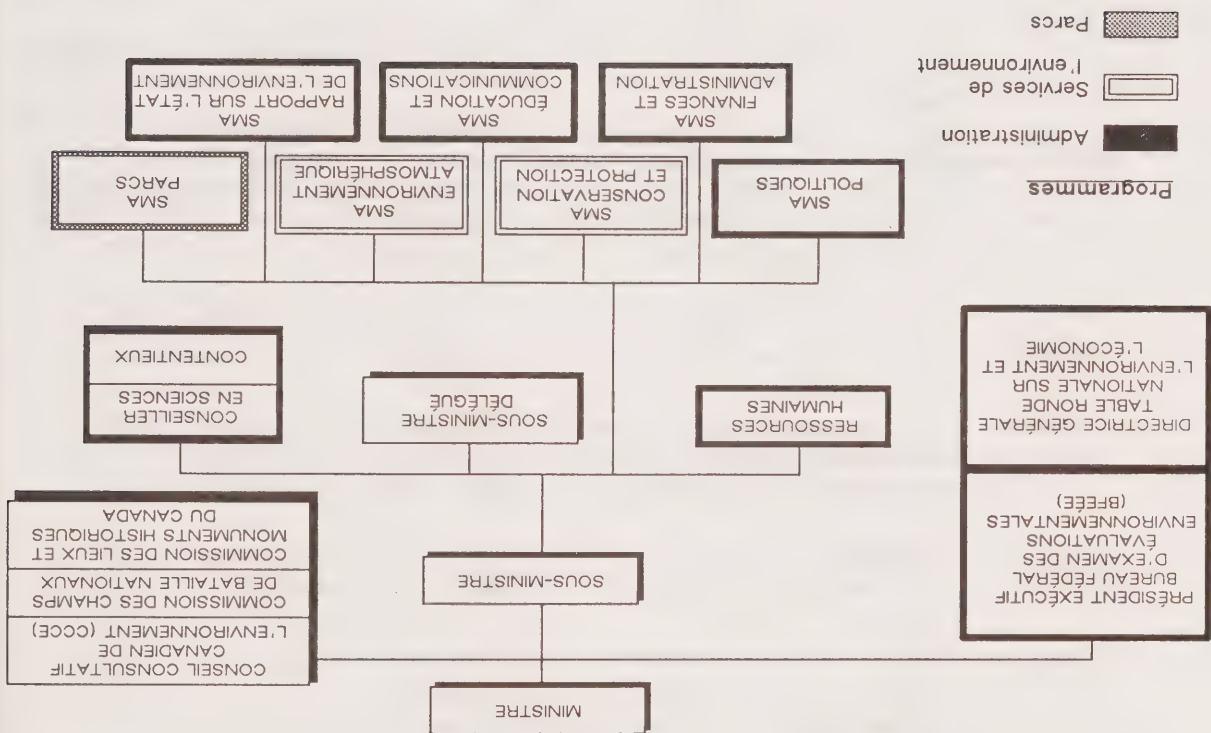 MINISTRE
CONSEIL CONSULTATIF
CANADIEN DE
L'ENVIRONNEMENT (CCCE)
COMMISSION DES CHAMPS
DE BATAILLE NATIONAUX
COMMISSION DES LIEUX ET
MONUMENTS HISTORIQUES
DU CANADA
PRÉSIDENT EXÉCUTIF
BUREAU FÉDÉRAL
D'EXAMEN DES
ÉVALUATIONS
ENVIRONNEMENTALES
(BFEÉE)
DIRECTRICE GÉNÉRALE
TABLE RONDE
NATIONALE SUR
L'ENVIRONNEMENT ET
L'ÉCONOMIE
SOUS-MINISTRE
RESSOURCES
HUMAINES
SOUS-MINISTRE
DÉLÉGUÉ
CONSEILLER
EN SCIENCES
CONTENTIEUX
SMA
POLITIQUES
SMA
CONSERVATION
ET PROTECTION
SMA
ENVIRONNEMENT
ATMOSPHÉRIQUE
SMA
PARCS
SMA
FINANCES ET
ADMINISTRATION
SMA
ÉDUCATION ET
COMMUNICATIONS
SMA
RAPPORT SUR L'ÉTAT
DE L'ENVIRONNEMENT
Programmes
Administration
Services de
l'environnement
Parcs